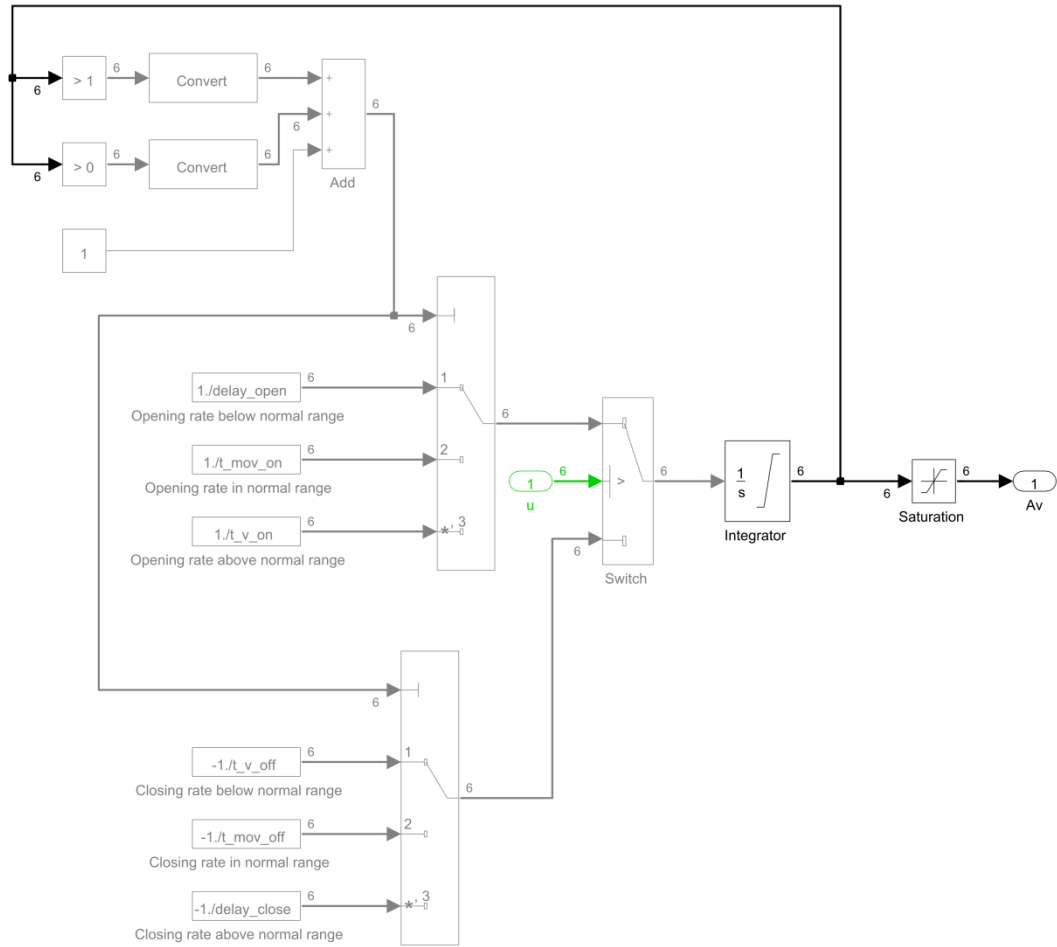 6
> 1
6
Convert
6
+
6
6
+
6
> 0
6
Convert
6
+
Add
1
6
1./delay_open
6
1
Opening rate below normal range
6
1./t_mov_on
6
2
Opening rate in normal range
1
u
6
>
6
6
1
s
6
6
6
1
Integrator
Saturation
Av
1./t_v_on
6
*, 3
Opening rate above normal range
6
Switch
6
-1./t_v_off
6
1
6
Closing rate below normal range
-1./t_mov_off
6
2
Closing rate in normal range
-1./delay_close
6
*, 3
Closing rate above normal range